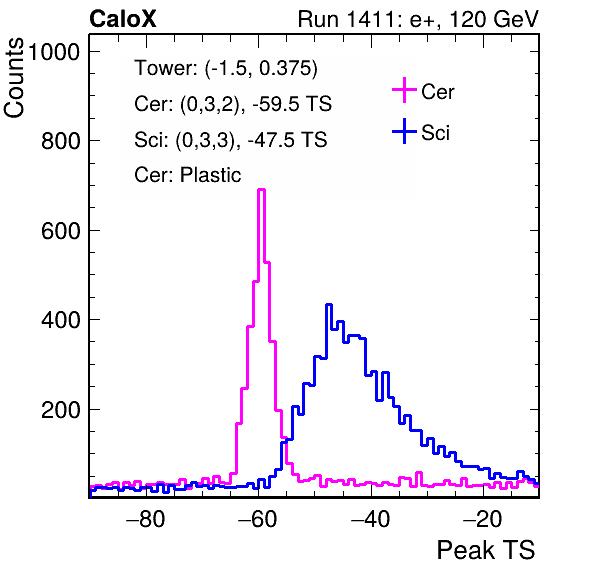 CaloX Run 1411: e+, 120 GeV
Counts
1000
800
600
400
200
Tower: (-1.5, 0.375)
Cer: (0,3,2), -59.5 TS
Sci: (0,3,3), -47.5 TS
Cer: Plastic
Cer
Sci
−80 −60 −40 −20
Peak TS